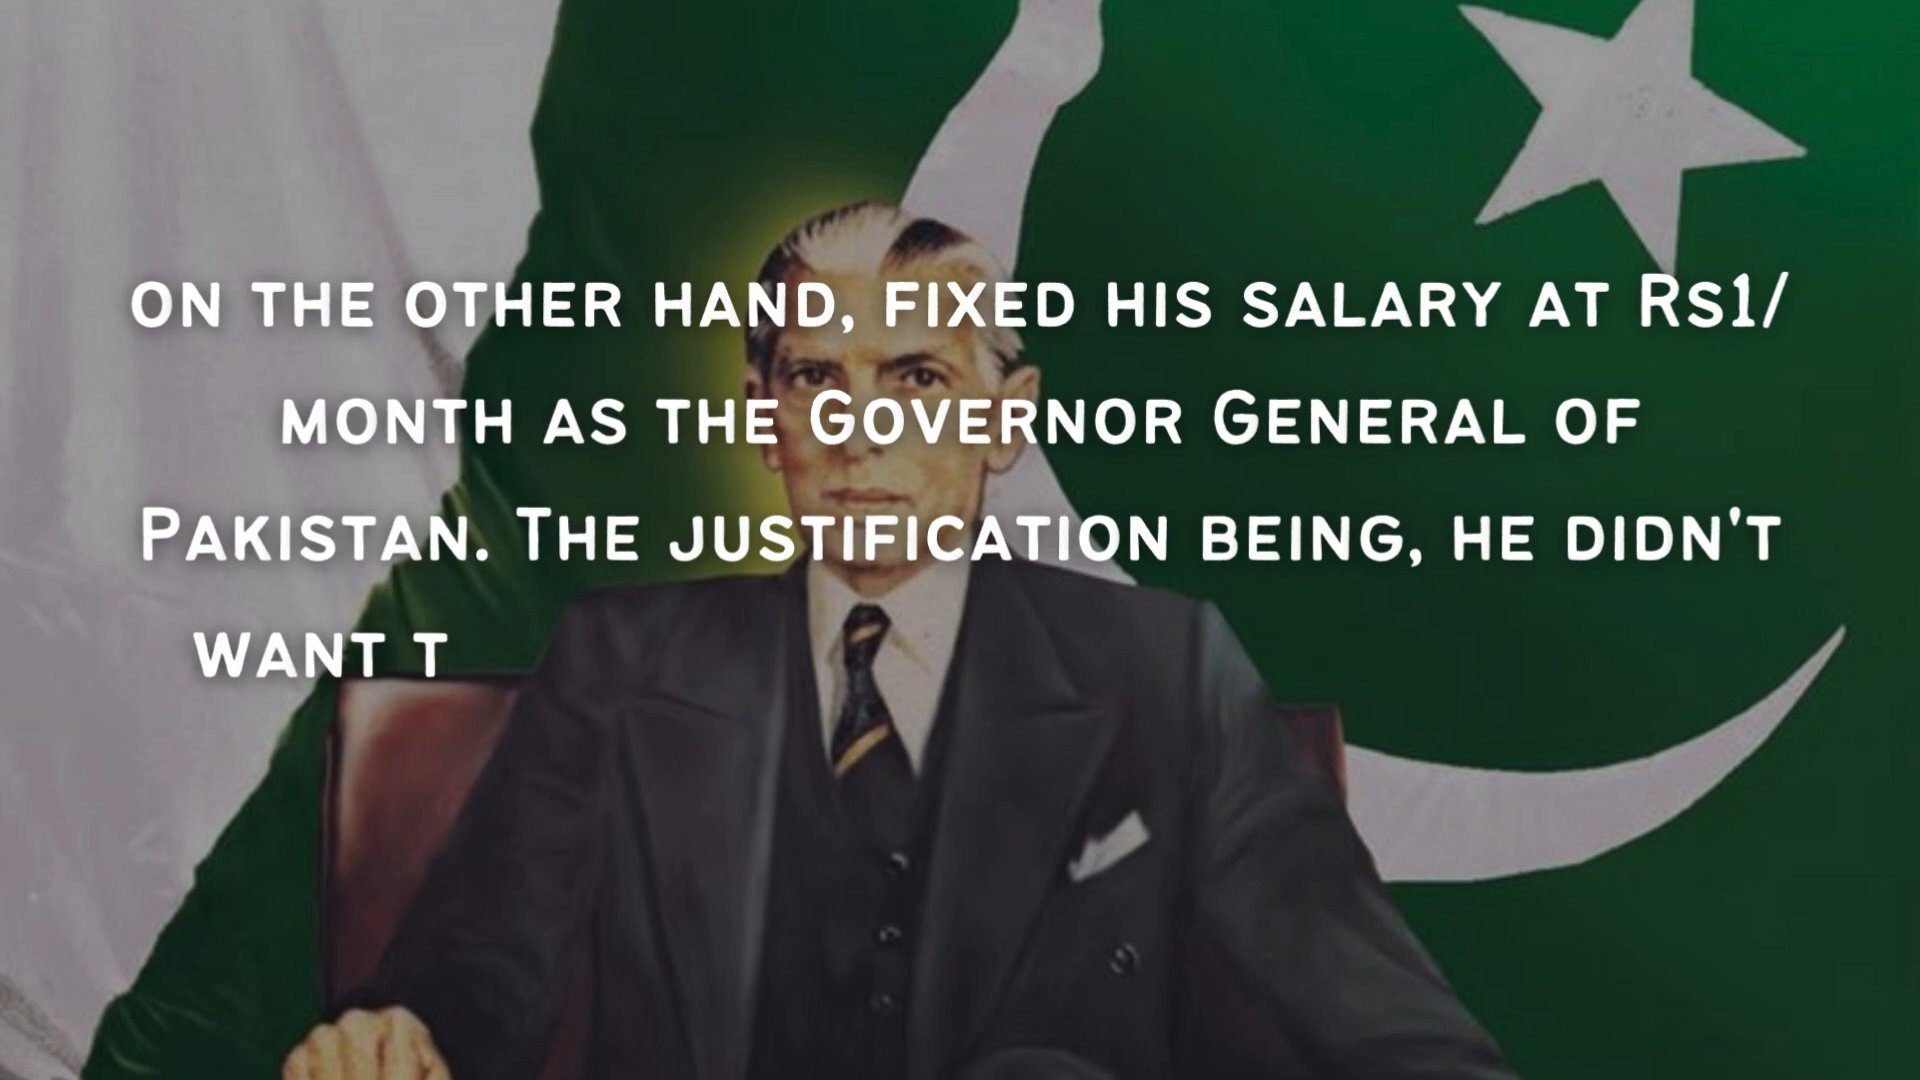 on the other hand, fixed his salary at Rs1/
month as the Governor General of
Pakistan. The justification being, he didn't
want t